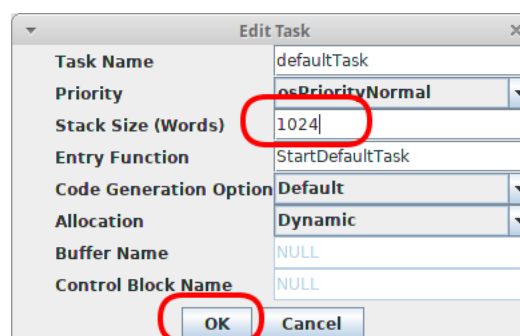 Edit Task
Task Name defaultTask
Priority osPriorityNormal
Stack Size (Words) 1024
Entry Function StartDefaultTask
Code Generation Option Default
Allocation Dynamic
Buffer Name NULL
Control Block Name NULL
OK Cancel